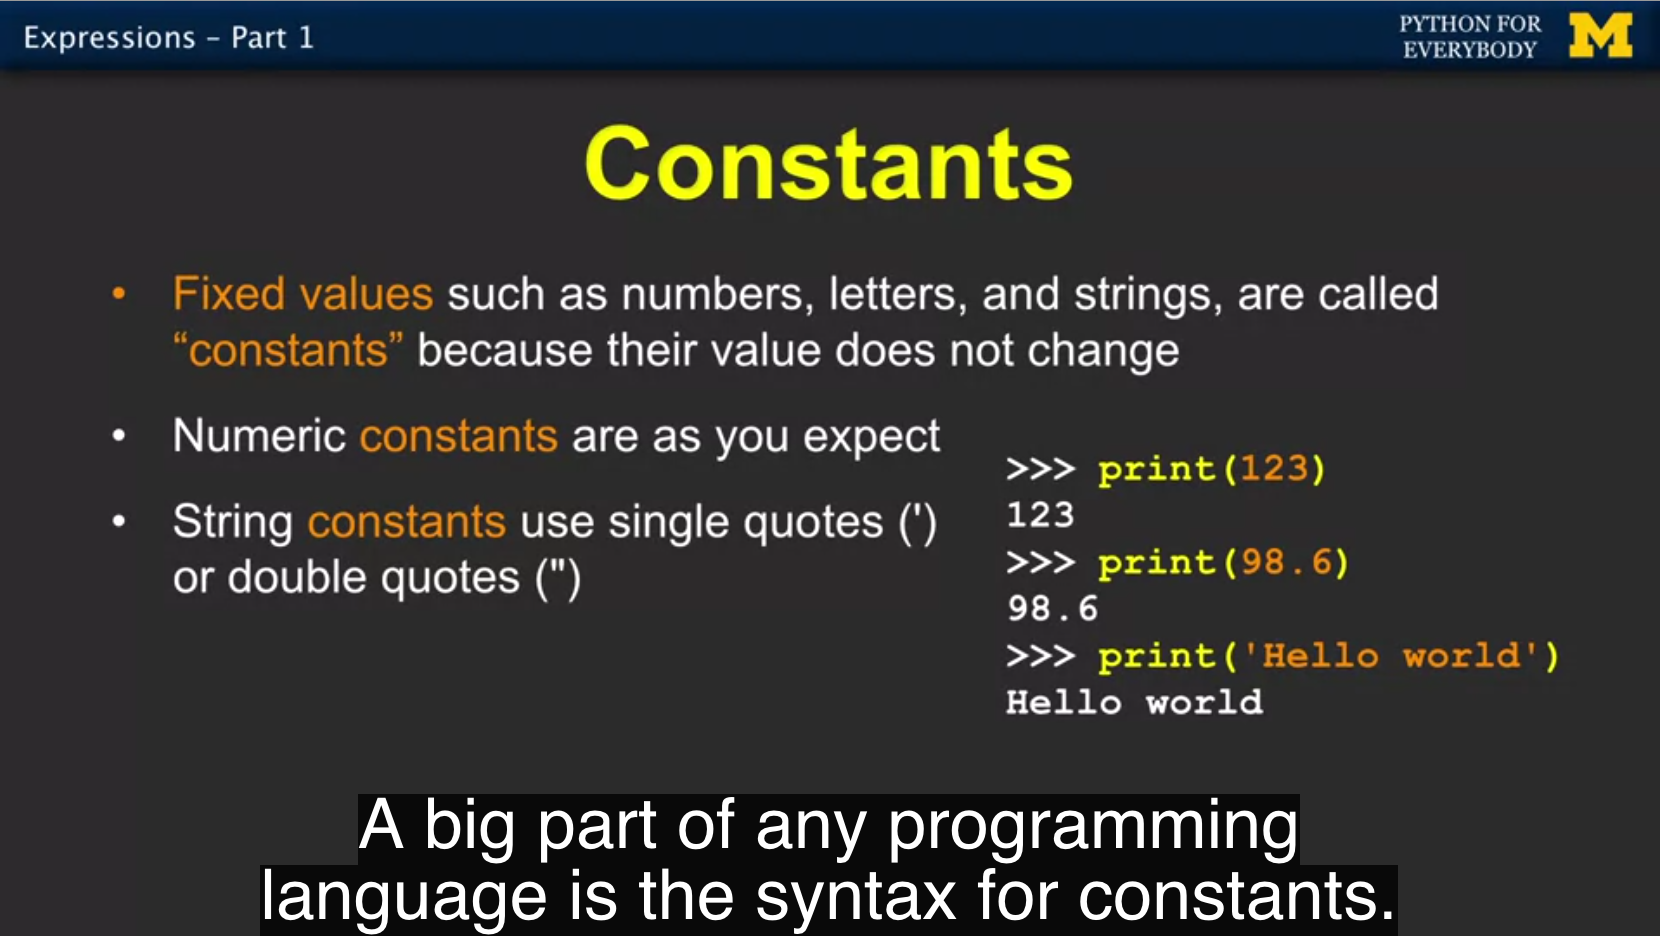 Expressions – Part 1
PYTHON FOR
EVERYBODY
M
Constants
• Fixed values such as numbers, letters, and strings, are called
“constants” because their value does not change
• Numeric constants are as you expect
• String constants use single quotes (')
or double quotes (")
>>> print(123)
123
>>> print(98.6)
98.6
>>> print('Hello world')
Hello world
A big part of any programming
language is the syntax for constants.